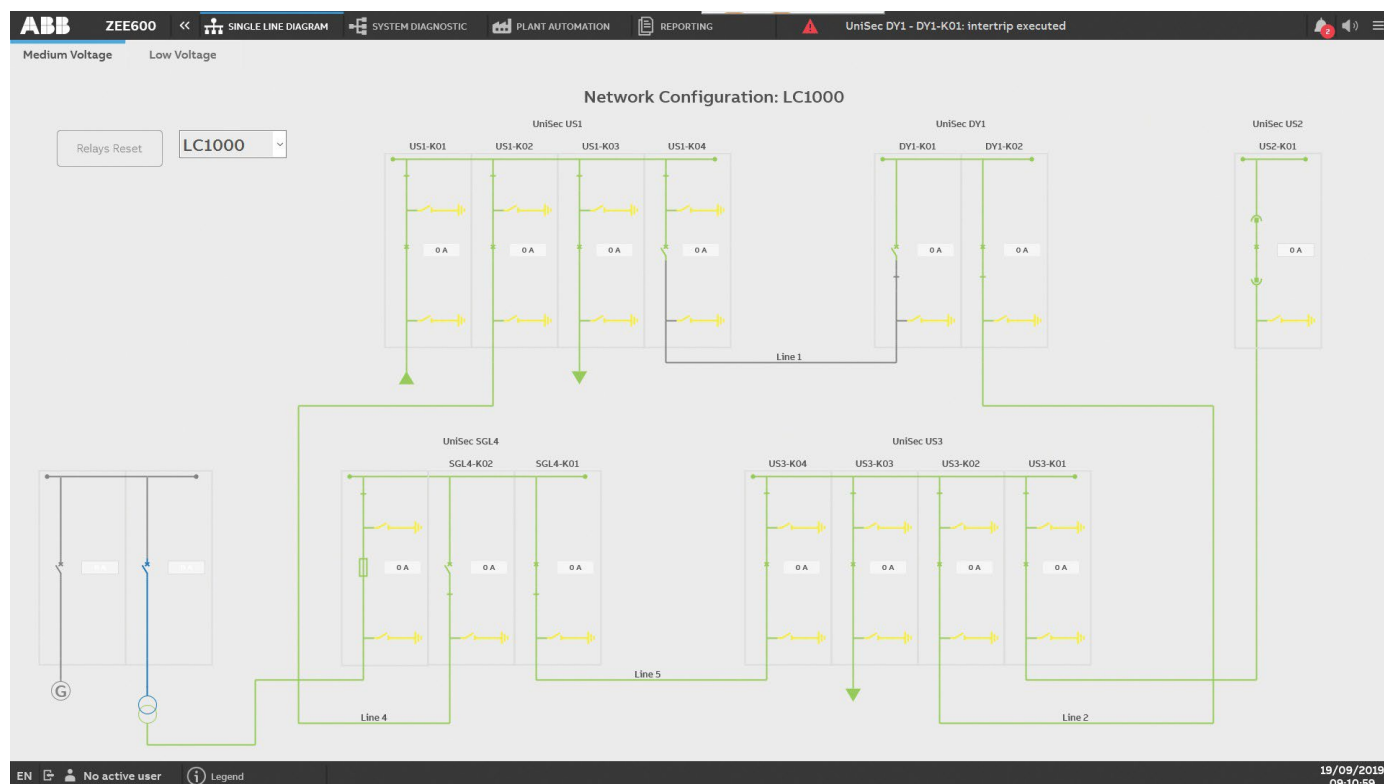 ABB ZEE600 « SINGLE LINE DIAGRAM SYSTEM DIAGNOSTIC PLANT AUTOMATION REPORTING UniSec DY1 - DY1-K01: intertrip executed 2
Medium Voltage Low Voltage
Network Configuration: LC1000
Relays Reset LC1000
UniSec US1 UniSec DY1 UniSec US2
US1-K01 US1-K02 US1-K03 US1-K04 DY1-K01 DY1-K02 US2-K01
0 A 0 A 0 A 0 A 0 A 0 A 0 A
Line 1
UniSec SGL4 UniSec US3
SGL4-K02 SGL4-K01 US3-K04 US3-K03 US3-K02 US3-K01
0 A 0 A 0 A 0 A 0 A 0 A 0 A
Line 5
G
Line 4 Line 2
EN No active user i Legend 19/09/2019
09:10:59